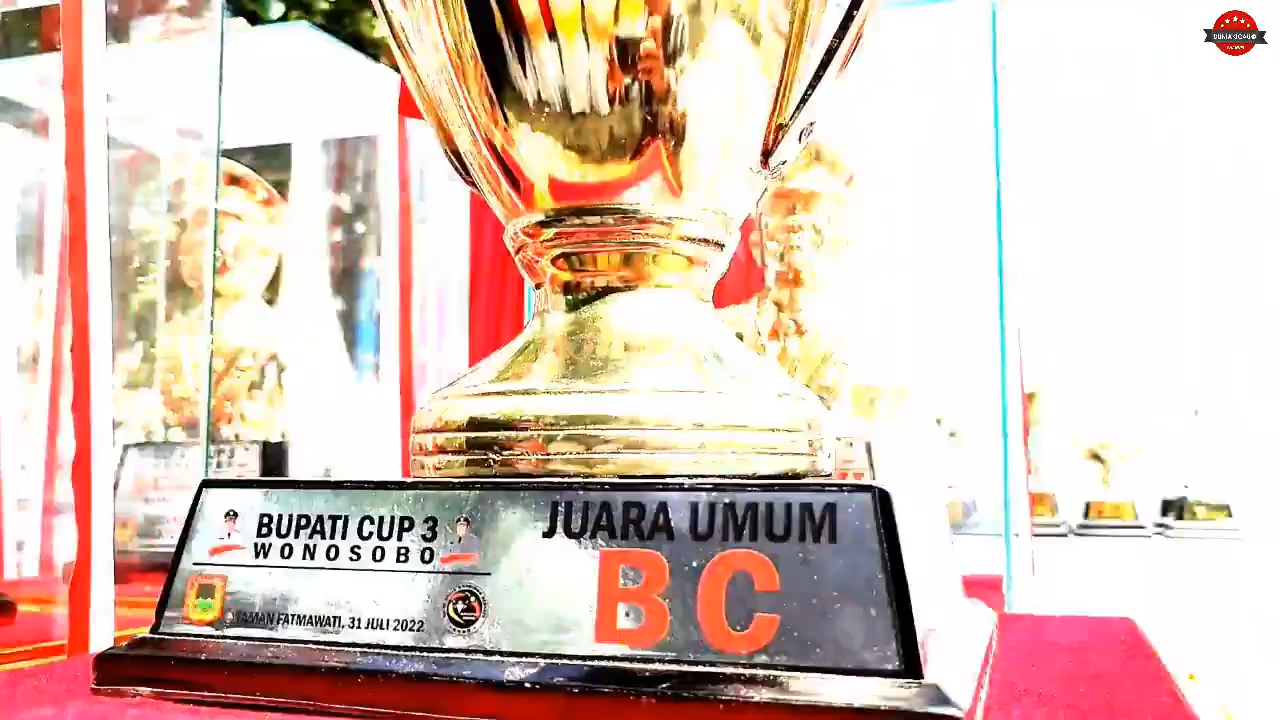 BUPATI CUP 3
WONOSOBO
TAMAN FATMAWATI, 31 JULI 2022
JUARA UMUM
BC